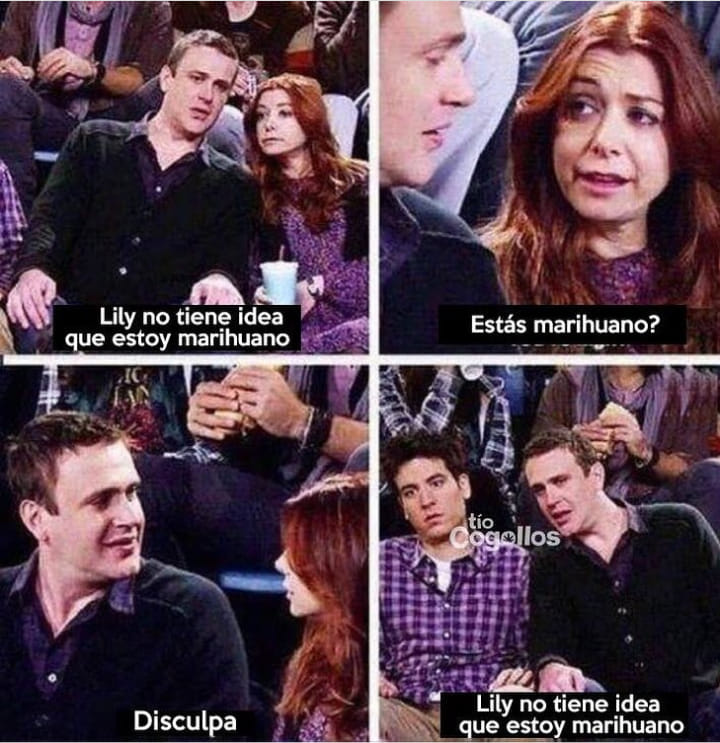 Lily no tiene idea
que estoy marihuano
Estás marihuano?
Disculpa
tío
Cogollos
Lily no tiene idea
que estoy marihuano